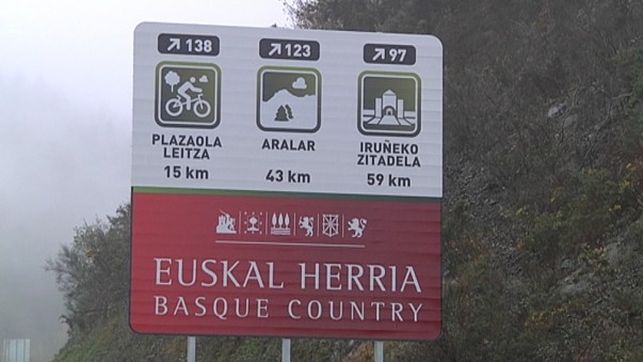 138 123 97
PLAZAOLA LEITZA
15 km
ARALAR
43 km
IRUÑEKO ZITADELA
59 km
EUSKAL HERRIA
BASQUE COUNTRY